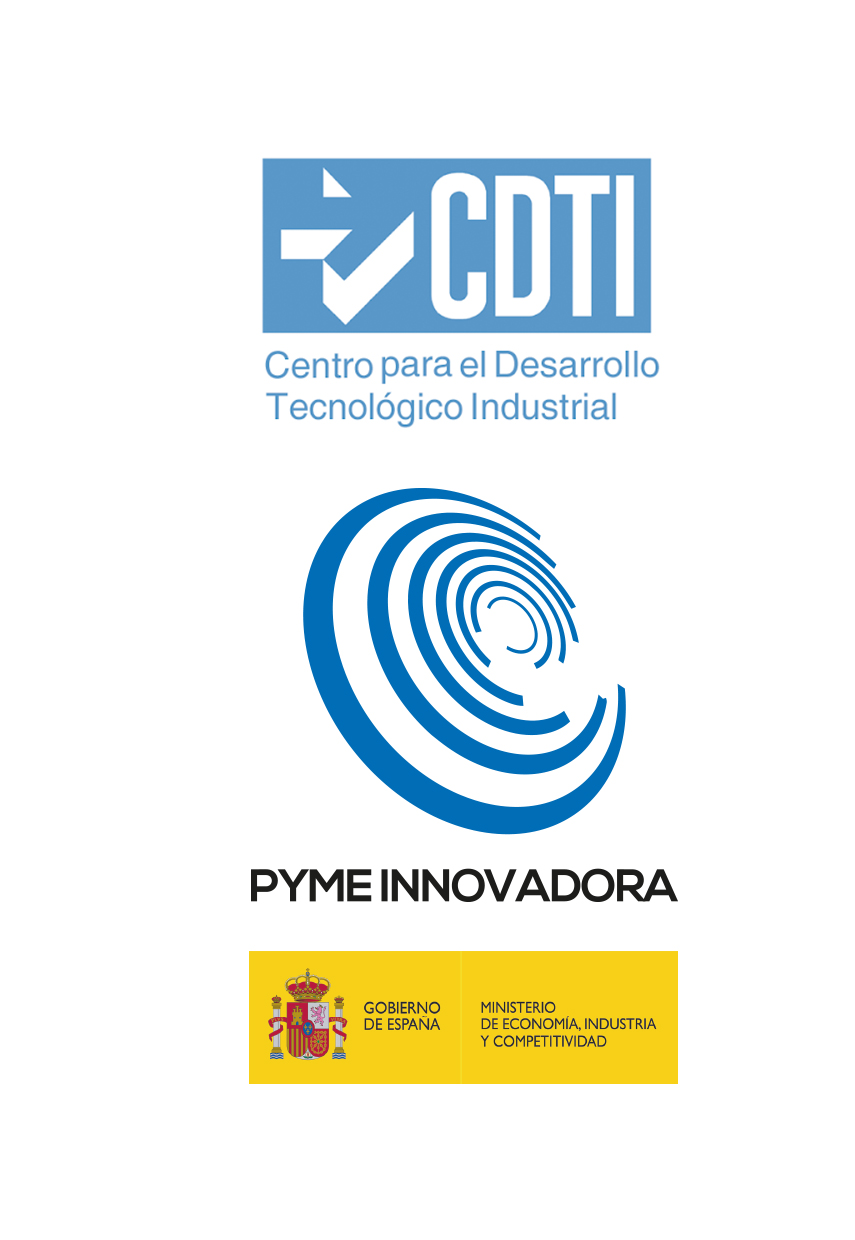 CDTI
Centro para el Desarrollo
Tecnológico Industrial
PYME INNOVADORA
GOBIERNO
DE ESPAÑA
MINISTERIO
DE ECONOMÍA, INDUSTRIA
Y COMPETITIVIDAD